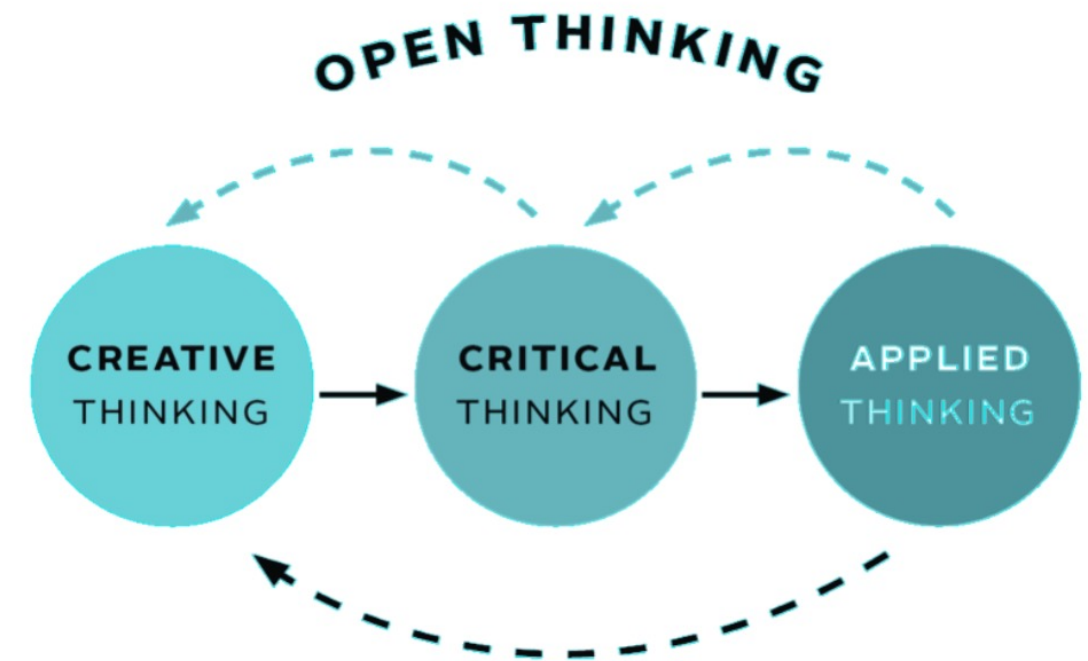 OPEN THINKING
CREATIVE
THINKING
CRITICAL
THINKING
APPLIED
THINKING